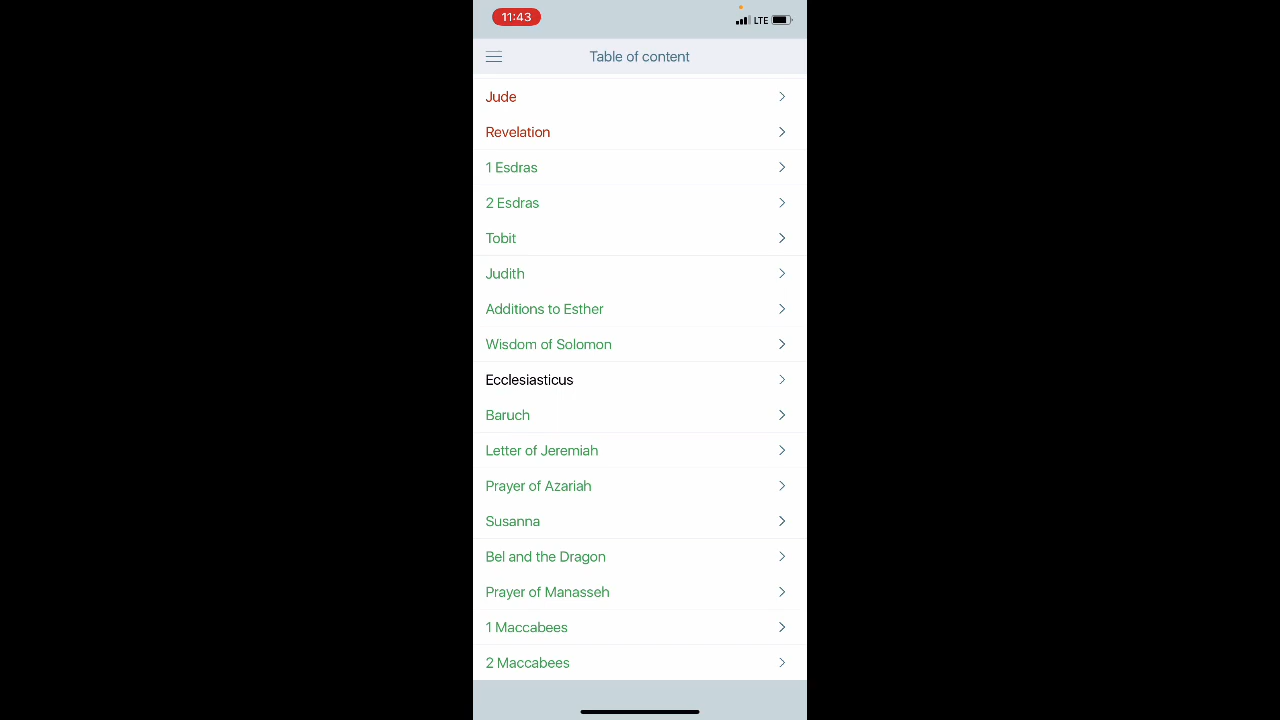 11:43
LTE
Table of content
Jude
Revelation
1 Esdras
2 Esdras
Tobit
Judith
Additions to Esther
Wisdom of Solomon
Ecclesiasticus
Baruch
Letter of Jeremiah
Prayer of Azariah
Susanna
Bel and the Dragon
Prayer of Manasseh
1 Maccabees
2 Maccabees